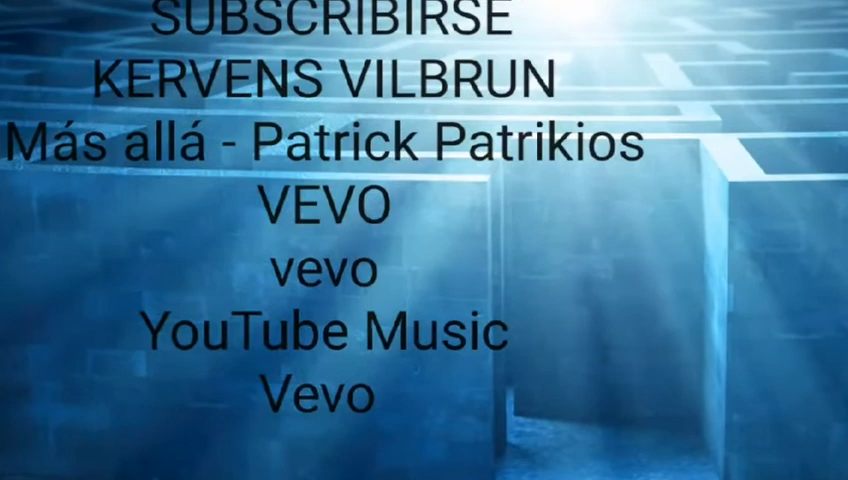 SUBSCRIBIRSE
KERVENS VILBRUN
Más allá - Patrick Patrikios
VEVO
vevo
YouTube Music
Vevo